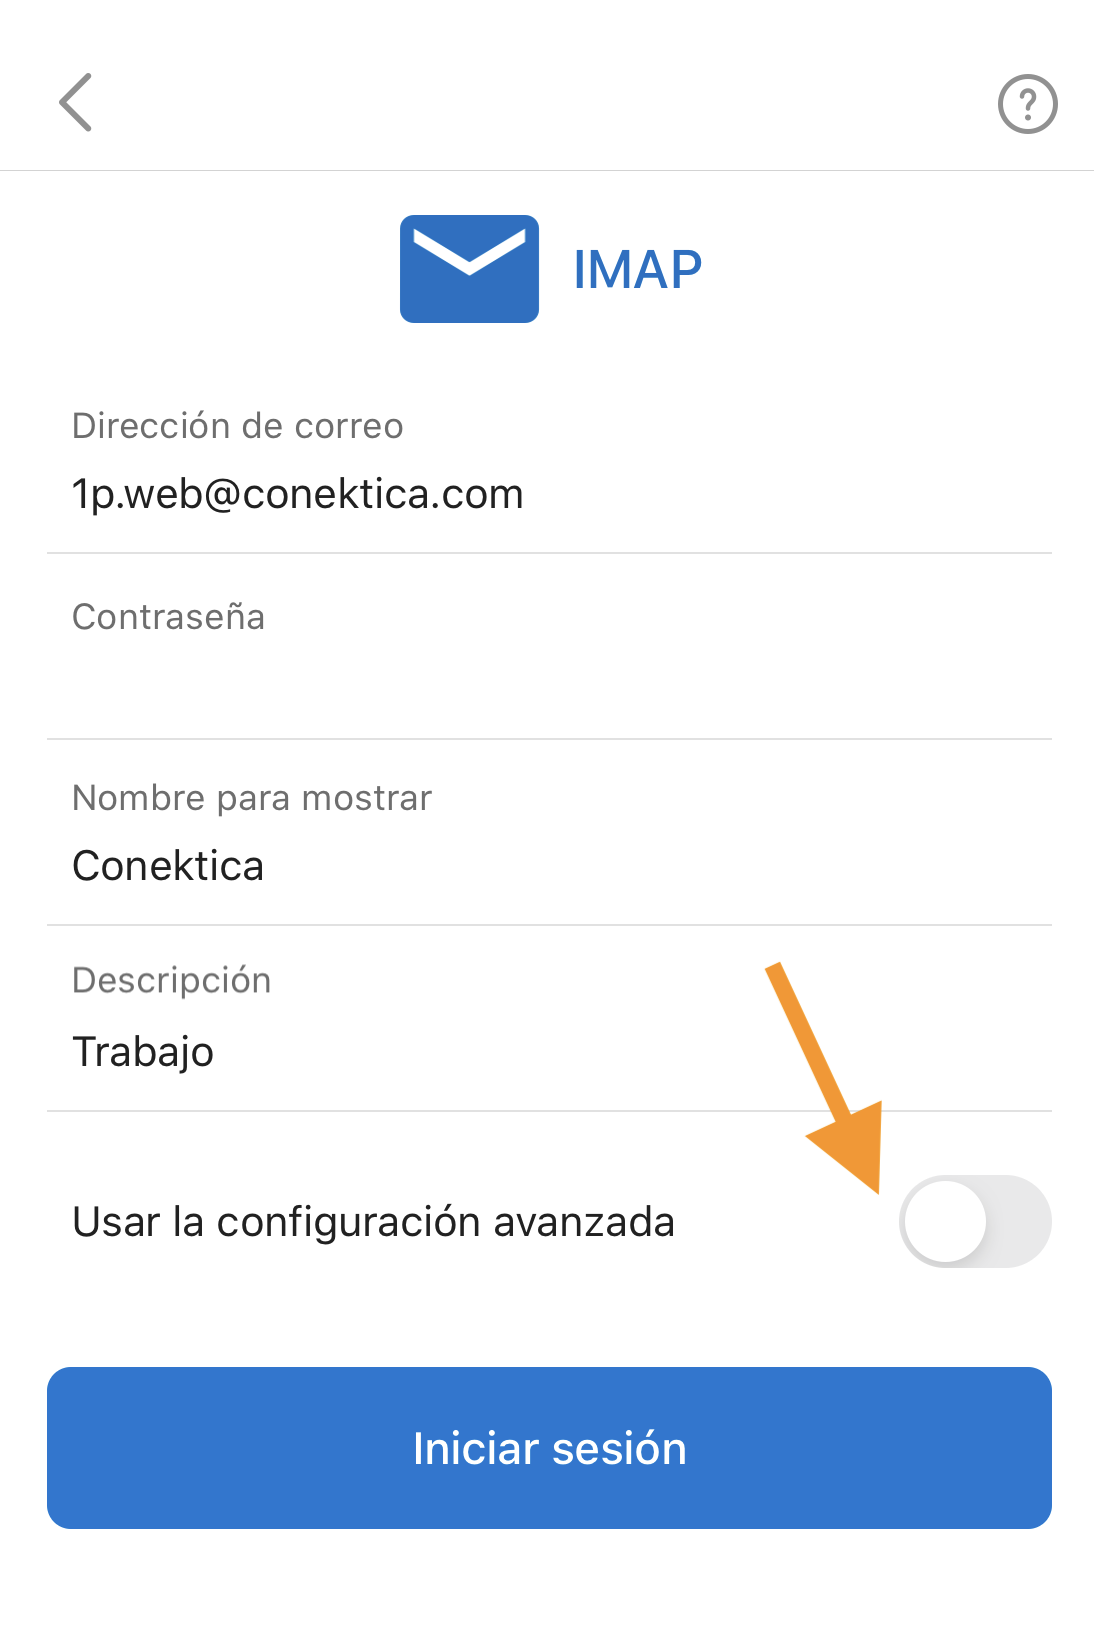 IMAP
Dirección de correo
1p.web@conektica.com
Contraseña
Nombre para mostrar
Conektica
Descripción
Trabajo
Usar la configuración avanzada
Iniciar sesión